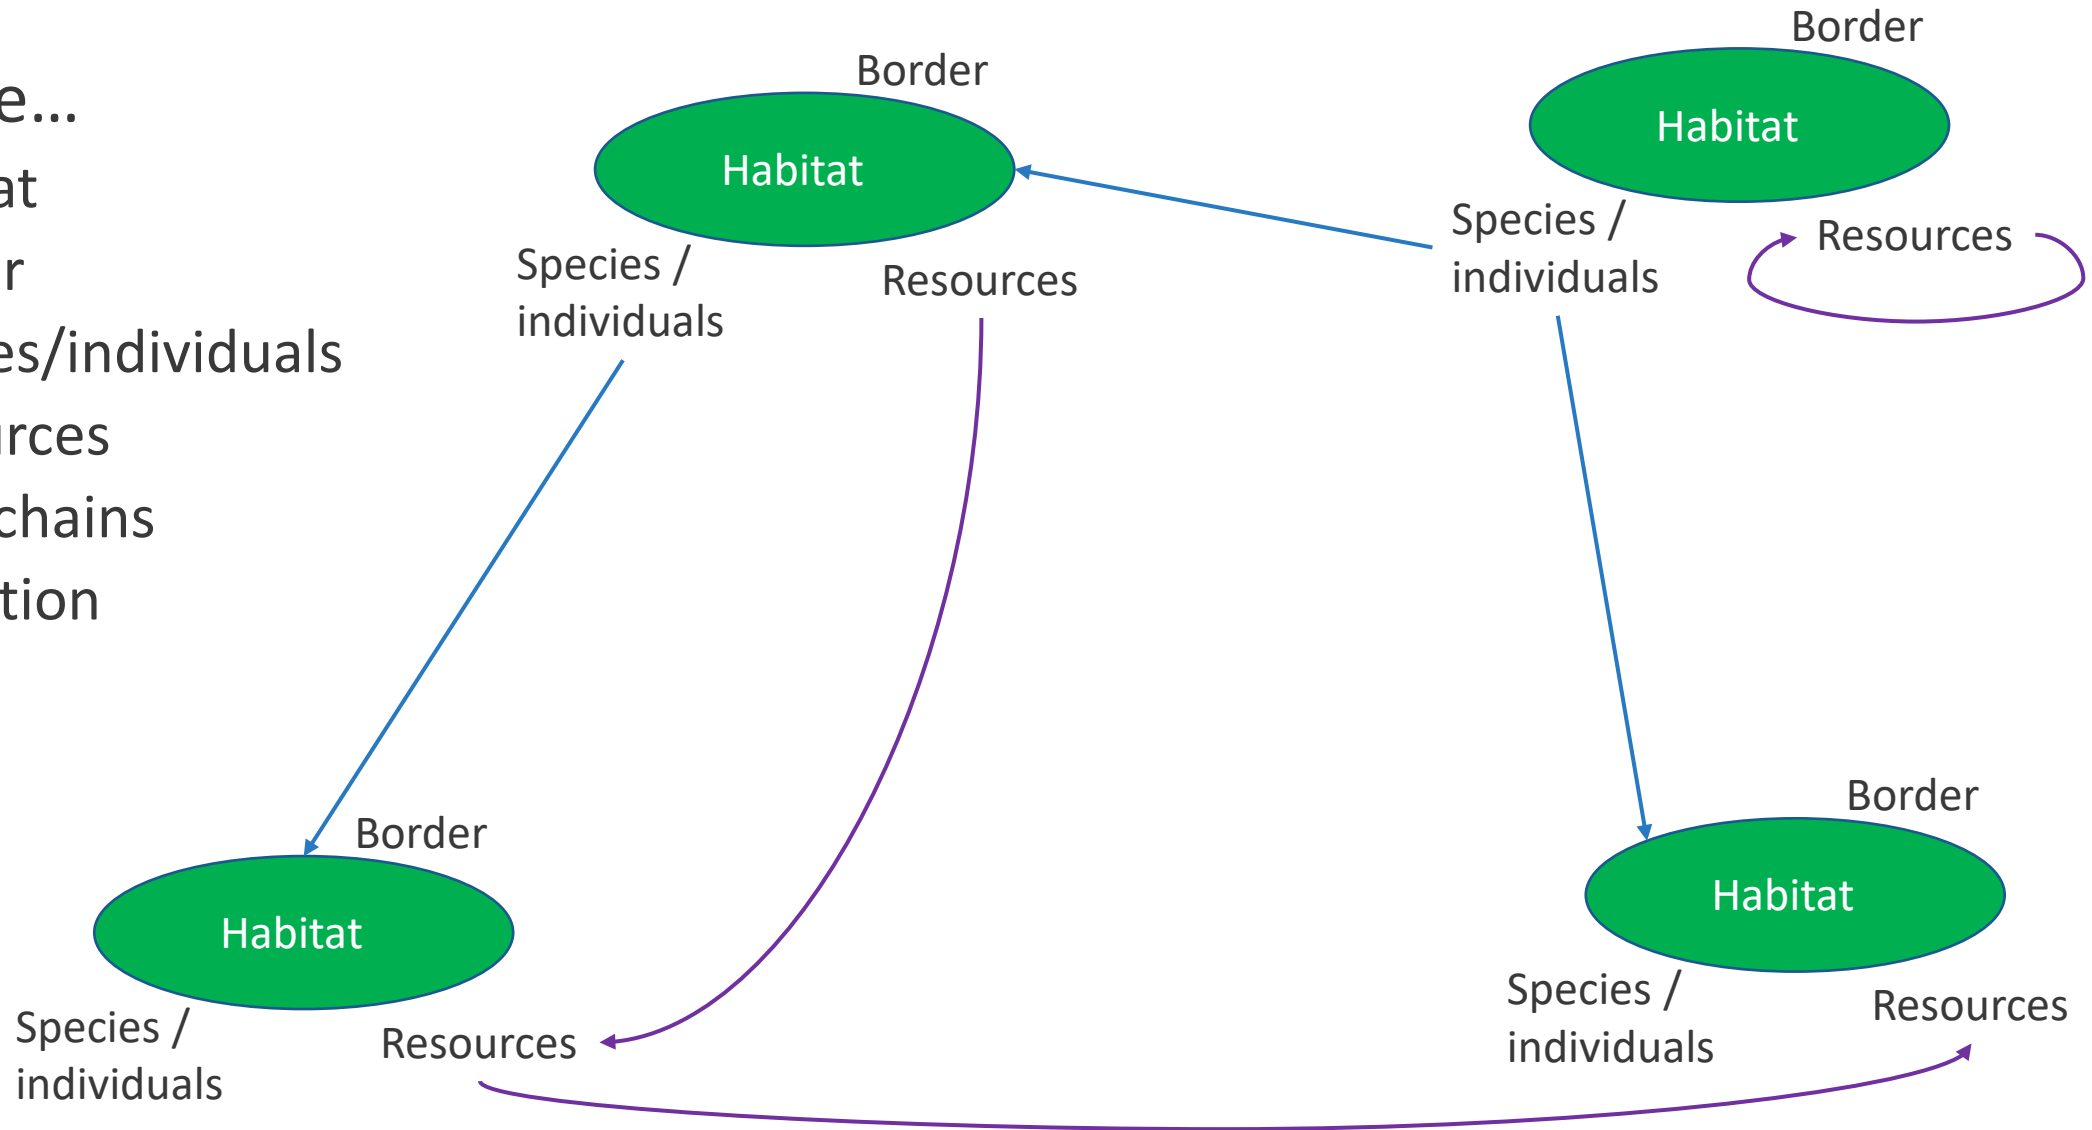 e...
at
r
es/individuals
urces
chains
tion
Border
Habitat
Species /
individuals
Resources
Border
Habitat
Species /
individuals
Resources
Border
Habitat
Species /
individuals
Resources
Border
Habitat
Species /
individuals
Resources